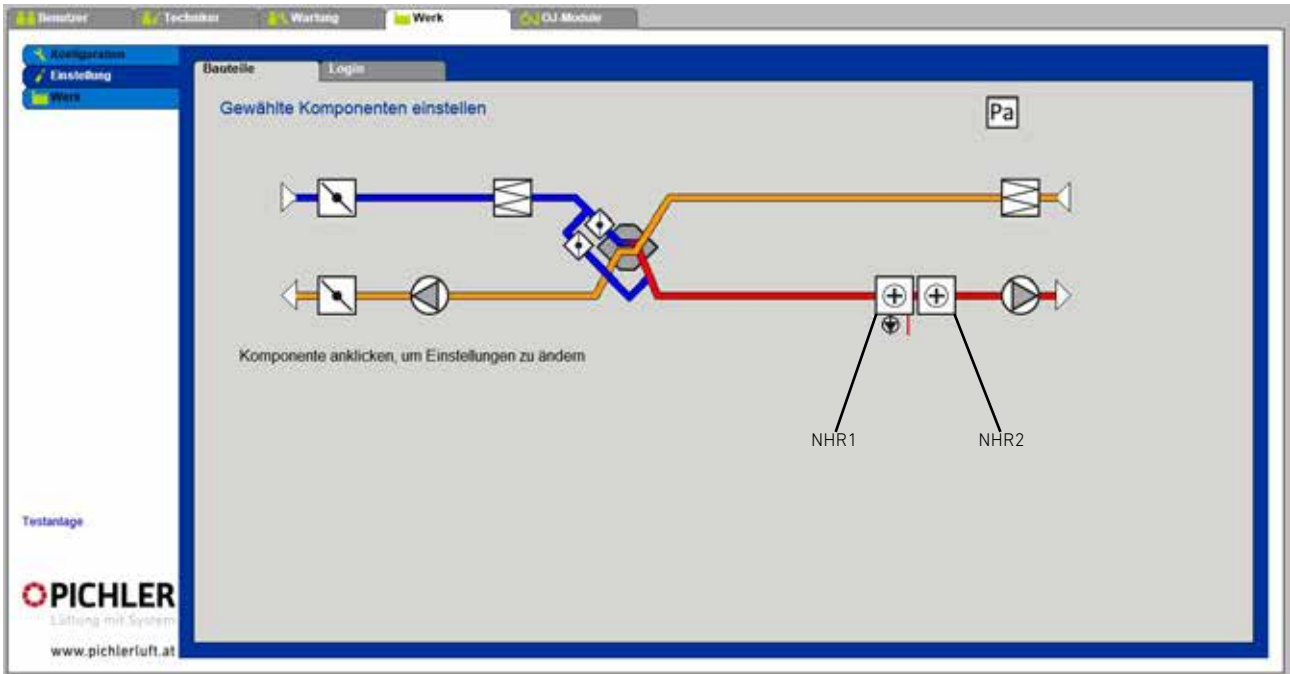 Benutzer
Techniker
Wartung
Werk
OJ-Module
Konfiguration
Einstellung
Werk
Bauteile
Login
Gewählte Komponenten einstellen
Pa
Komponente anklicken, um Einstellungen zu ändern
NHR1
NHR2
Testanlage
PICHLER
Lüftung mit System
www.pichlerluft.at